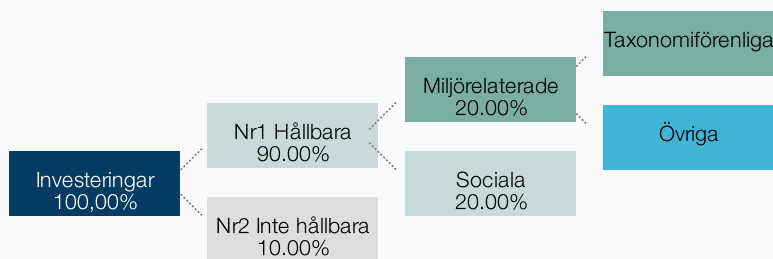 Investeringar
100,00%
Nr1 Hållbara
90.00%
Nr2 Inte hållbara
10.00%
Miljörelaterade
20.00%
Sociala
20.00%
Taxonomiförenliga
Övriga